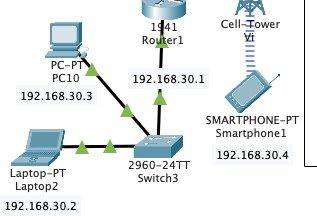 1941
Router1
Cell-Tower
Vi
PC-PT
PC10
192.168.30.1
192.168.30.3
SMARTPHONE-PT
Smartphone1
192.168.30.4
Laptop-PT
Laptop2
2960-24TT
Switch3
192.168.30.2